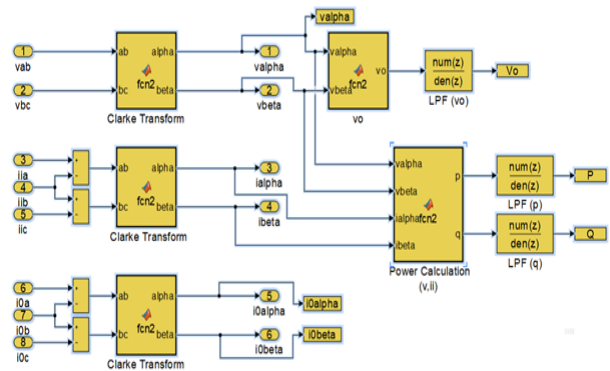 valpha
1
vab
ab
alpha
fcn2
2
vbc
bc
beta
Clarke Transform
1
valpha
2
vbeta
valpha
vo
fcn2
vbeta
vo
num(z)
den(z)
LPF (vo)
Vo
3
iia
+
-
4
iib
+
-
5
iic
ab
alpha
fcn2
bc
beta
Clarke Transform
3
ialpha
4
ibeta
valpha
p
vbeta
ialpha
fcn2
q
ibeta
Power Calculation
(v,ii)
num(z)
den(z)
LPF (p)
P
num(z)
den(z)
LPF (q)
Q
6
i0a
+
-
7
i0b
+
-
8
i0c
ab
alpha
fcn2
bc
beta
Clarke Transform
5
i0alpha
i0alpha
6
i0beta
i0beta